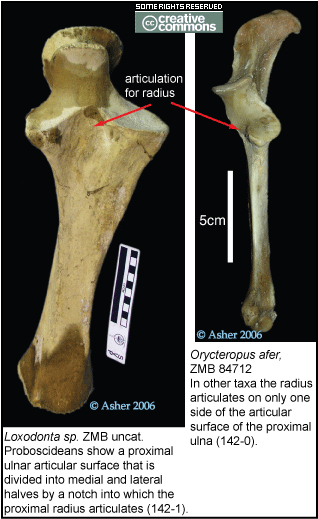 SOME RIGHTS RESERVED
cc creative
commons
articulation
for radius
5cm
© Asher 2006
© Asher 2006
Orycteropus afer,
ZMB 84712
In other taxa the radius
articulates on only one
side of the articular
surface of the proximal
ulna (142-0).
Loxodonta sp. ZMB uncat.
Proboscideans show a proximal
ulnar articular surface that is
divided into medial and lateral
halves by a notch into which the
proximal radius articulates (142-1).